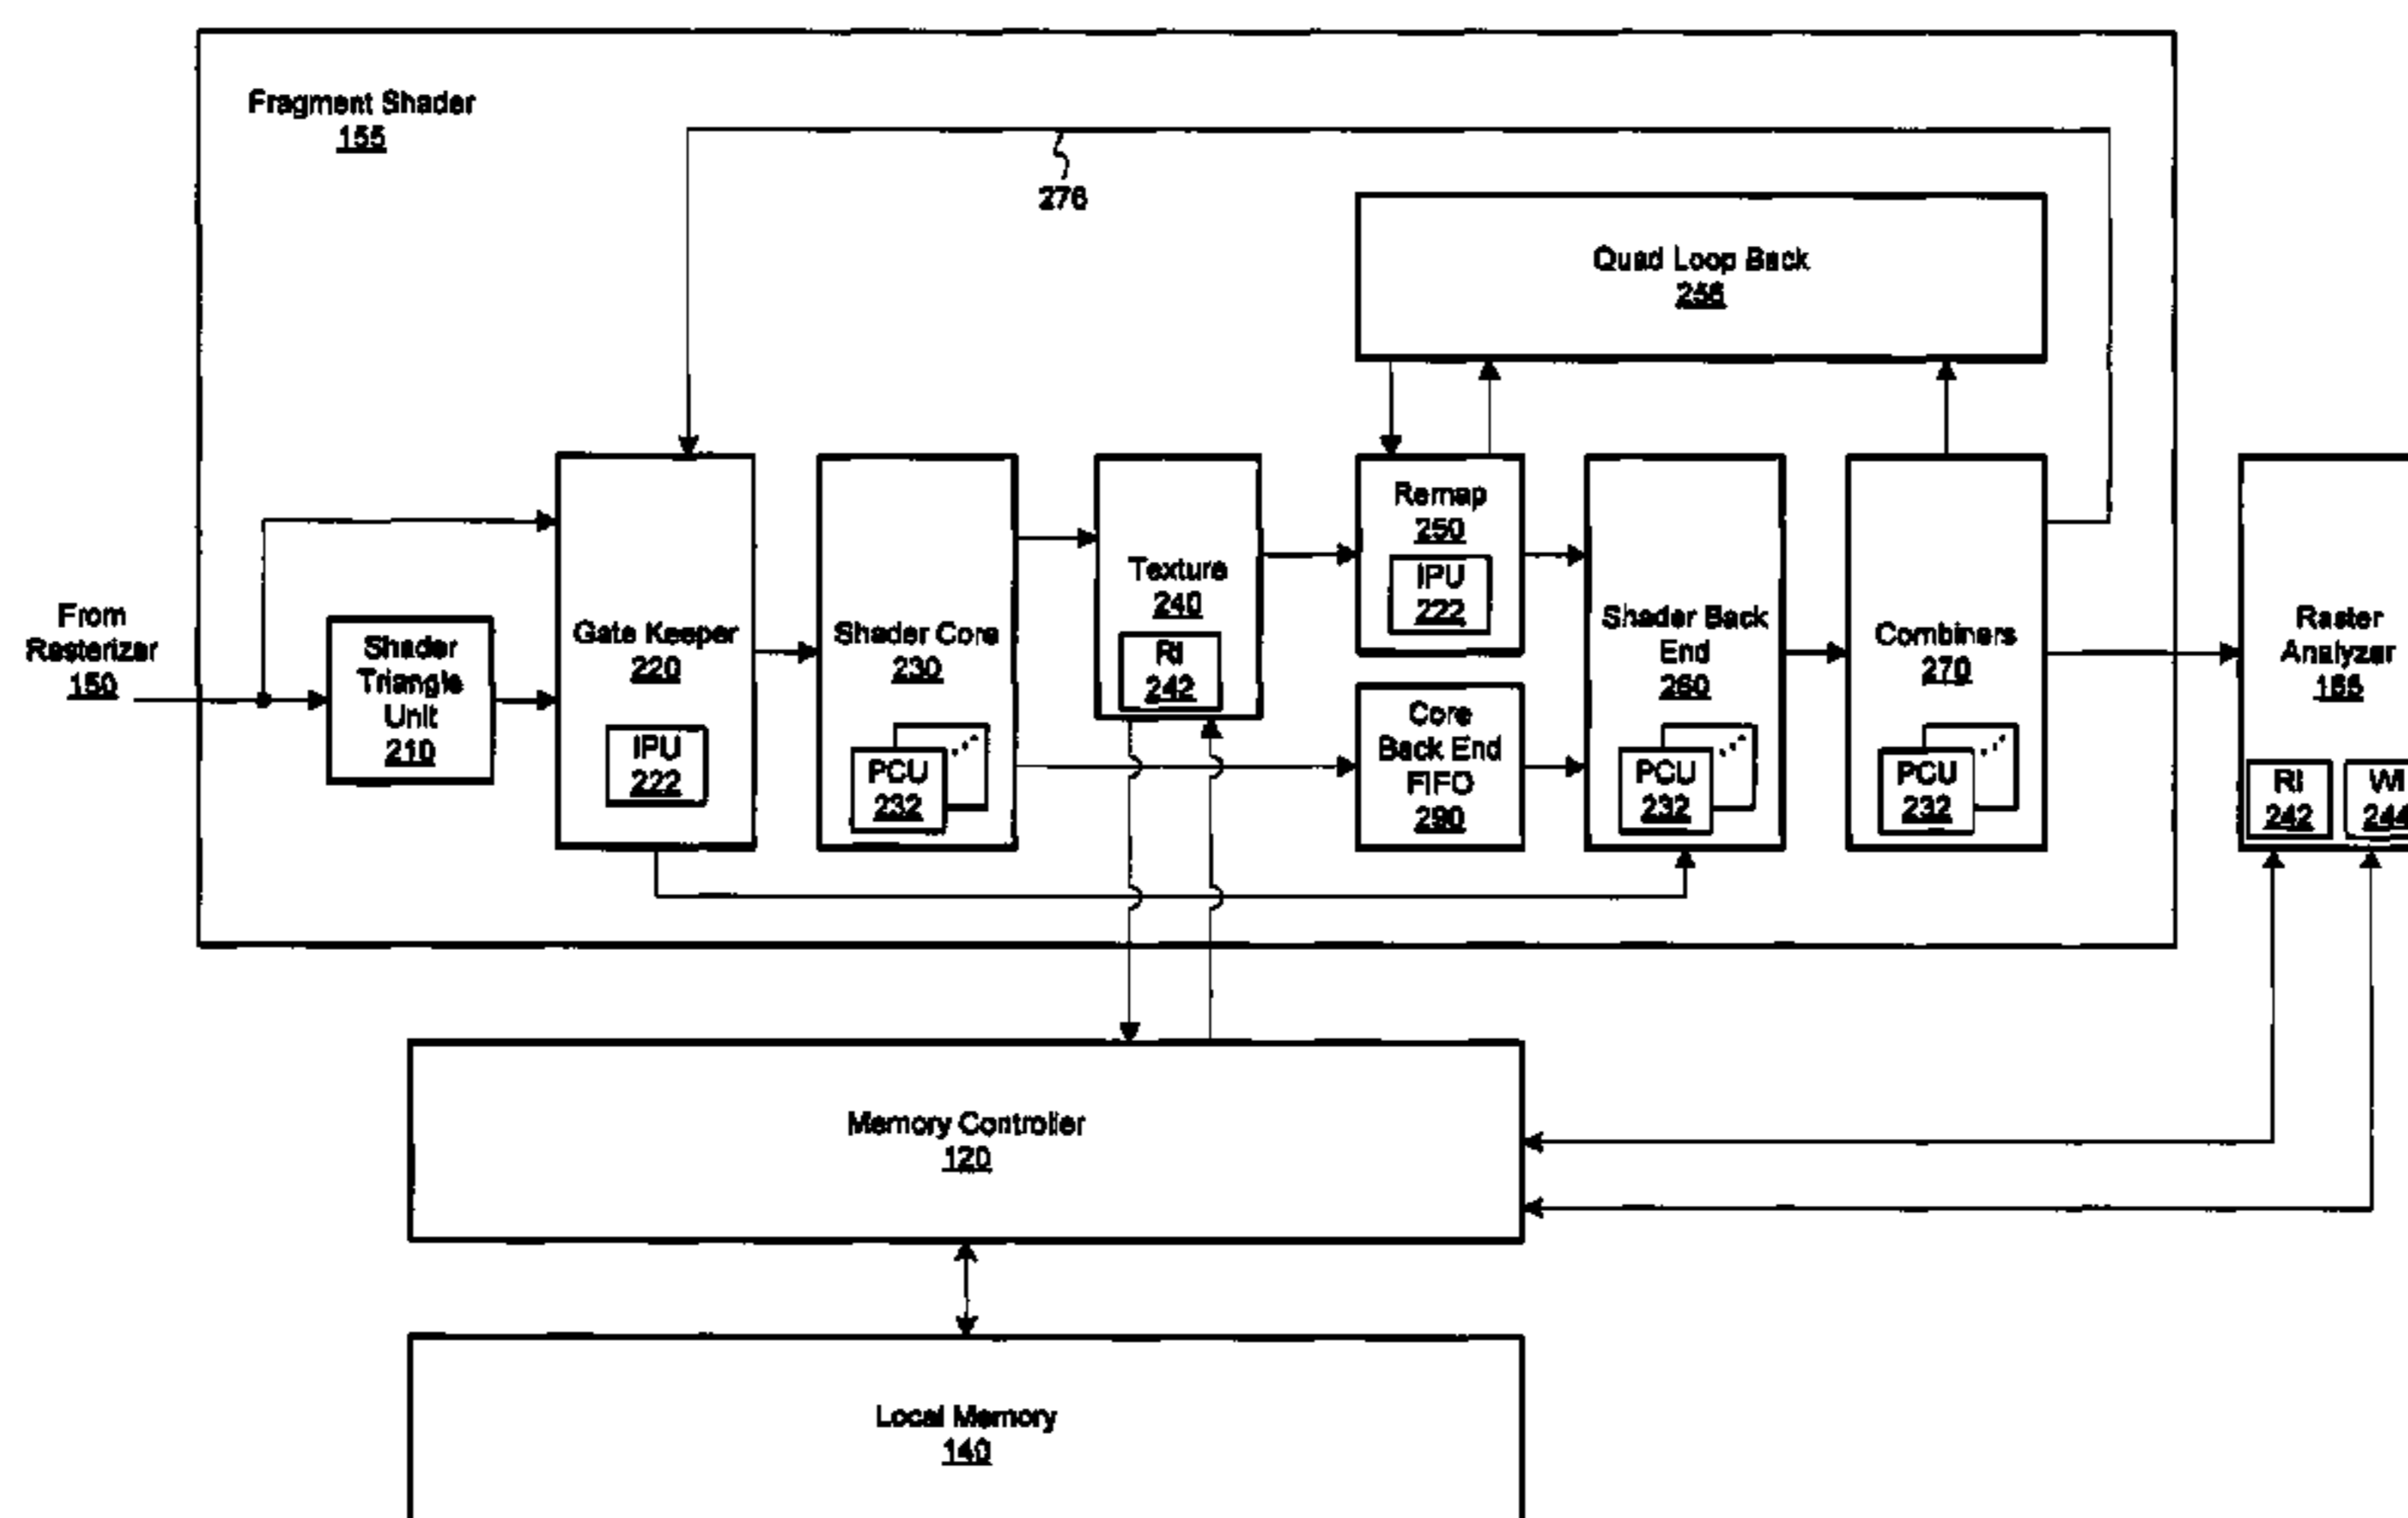 Fragment Shader
155
276
Quad Loop Back
256
From
Rasterizer
150
Shader
Triangle
Unit
210
Gate Keeper
220
IPU
222
Shader Core
230
PCU
232
Texture
240
RI
242
Remap
250
IPU
222
Core
Back End
FIFO
290
Shader Back
End
260
PCU
232
Combiners
270
PCU
232
Raster
Analyzer
165
RI
242
WI
244
Memory Controller
120
Local Memory
140